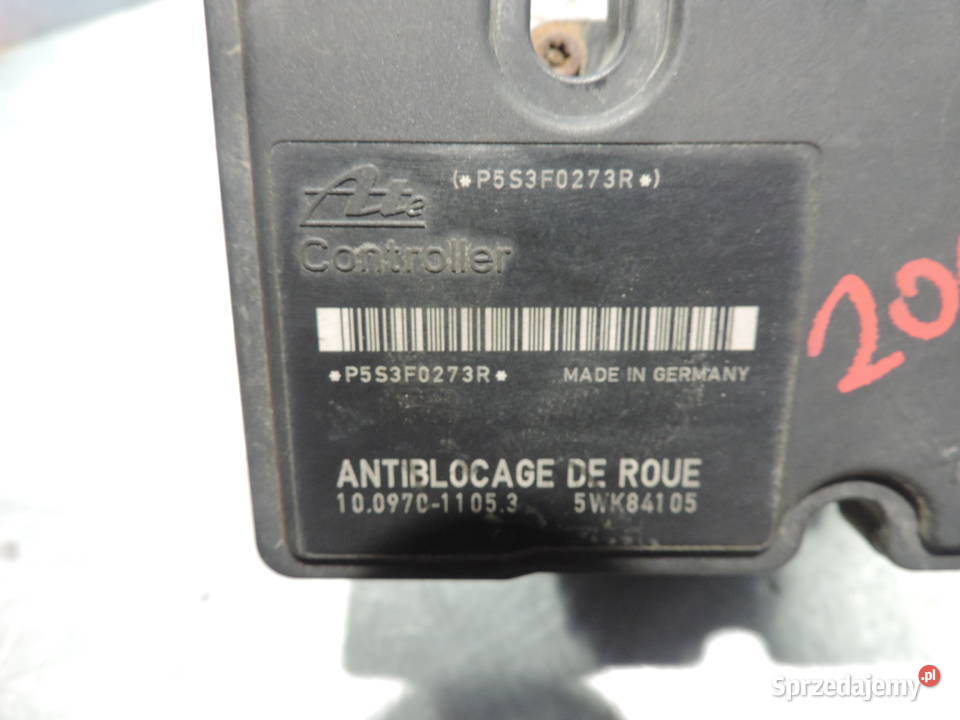 (*P5S3F0273R*)
Ate
Controller
*P5S3F0273R* MADE IN GERMANY
ANTIBLOCAGE DE ROUE
10.0970-1105.3 5WK84105
Sprzedajemy.pl